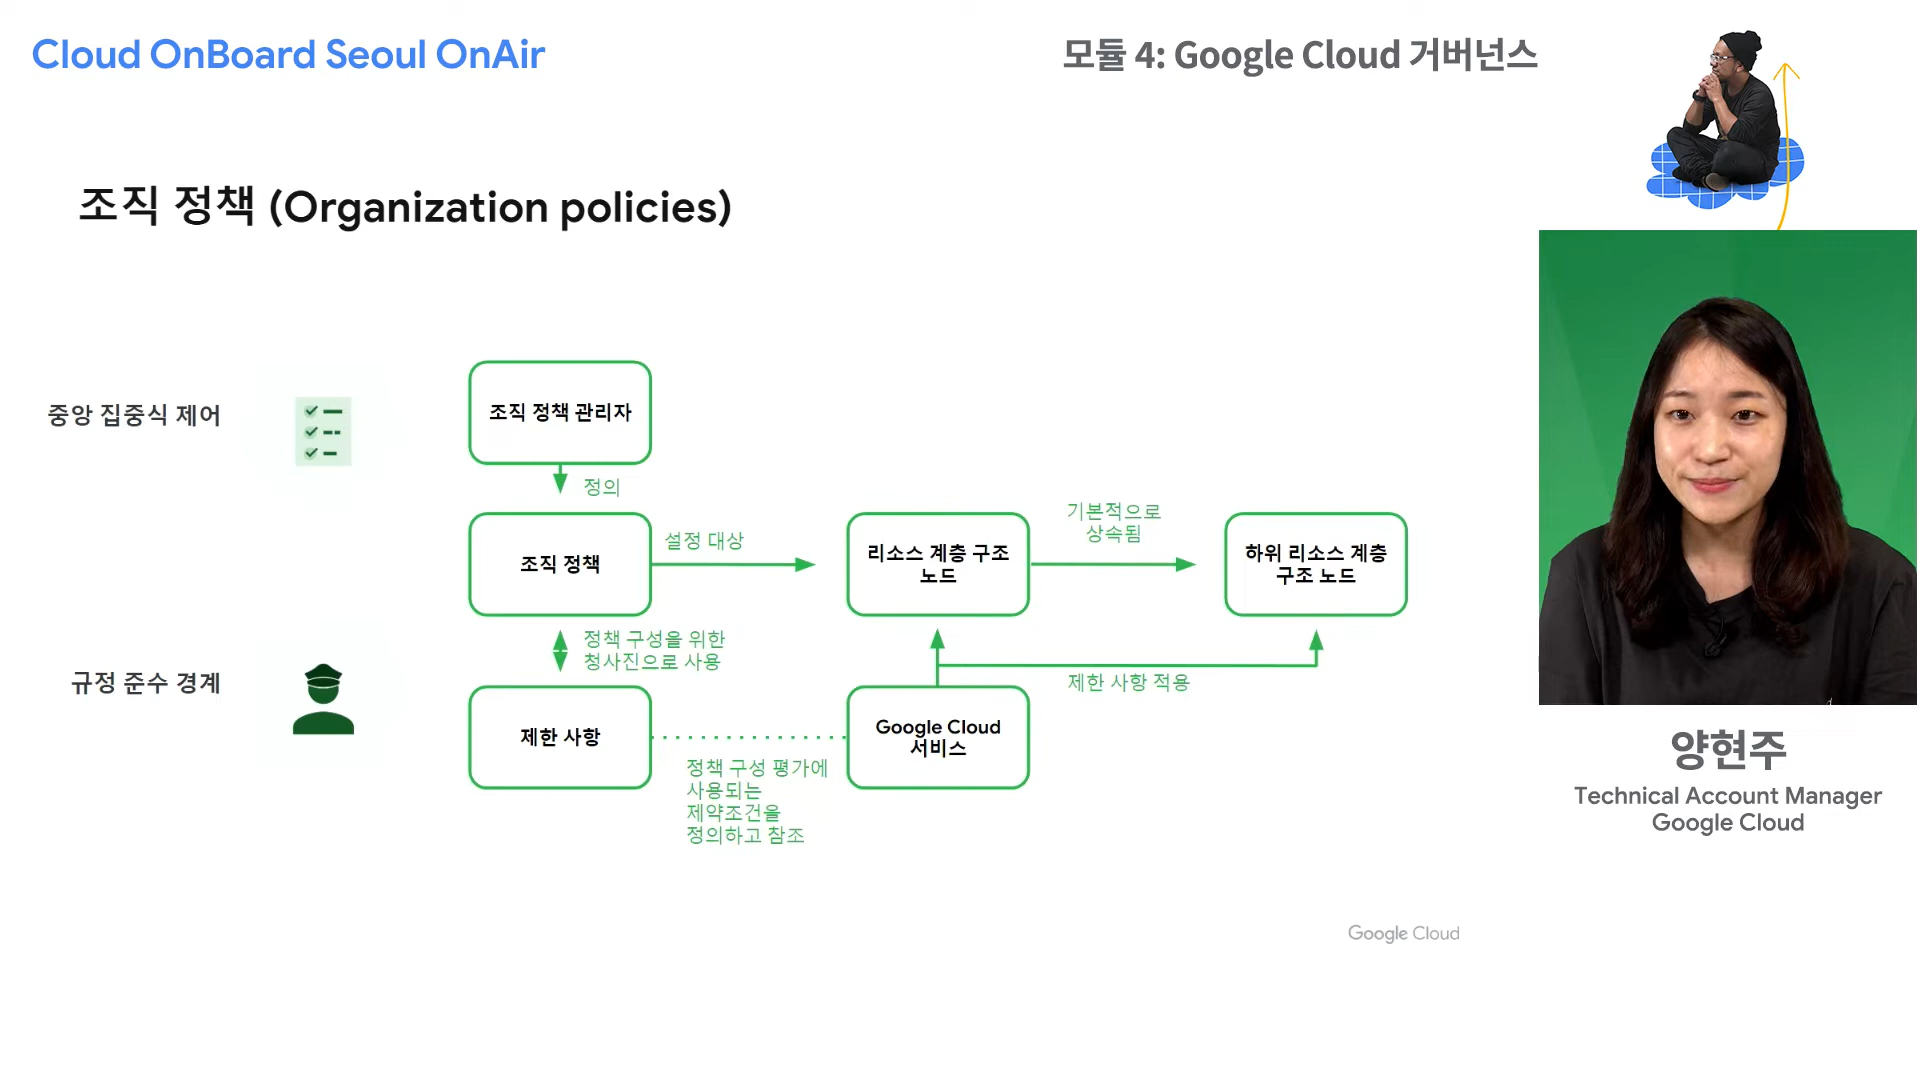 Cloud OnBoard Seoul OnAir
모듈 4: Google Cloud 거버넌스
조직 정책 (Organization policies)
중앙 집중식 제어
조직 정책 관리자
정의
조직 정책
설정 대상
리소스 계층 구조
노드
기본적으로
상속됨
하위 리소스 계층
구조 노드
정책 구성을 위한
청사진으로 사용
규정 준수 경계
제한 사항
Google Cloud
서비스
제한 사항 적용
정책 구성 평가에
사용되는
제약조건을
정의하고 참조
양현주
Technical Account Manager
Google Cloud
Google Cloud